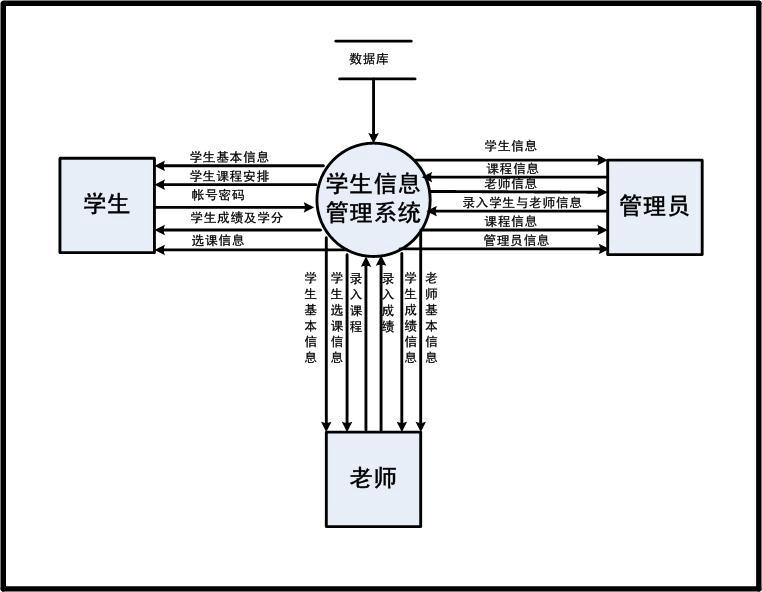 数据库
学生信息
管理系统
学生
学生基本信息
学生课程安排
帐号密码
学生成绩及学分
选课信息
管理员
学生信息
课程信息
老师信息
录入学生与老师信息
课程信息
管理员信息
学生基本信息
学生选课信息
录入课程
录入成绩
学生成绩信息
老师基本信息
老师